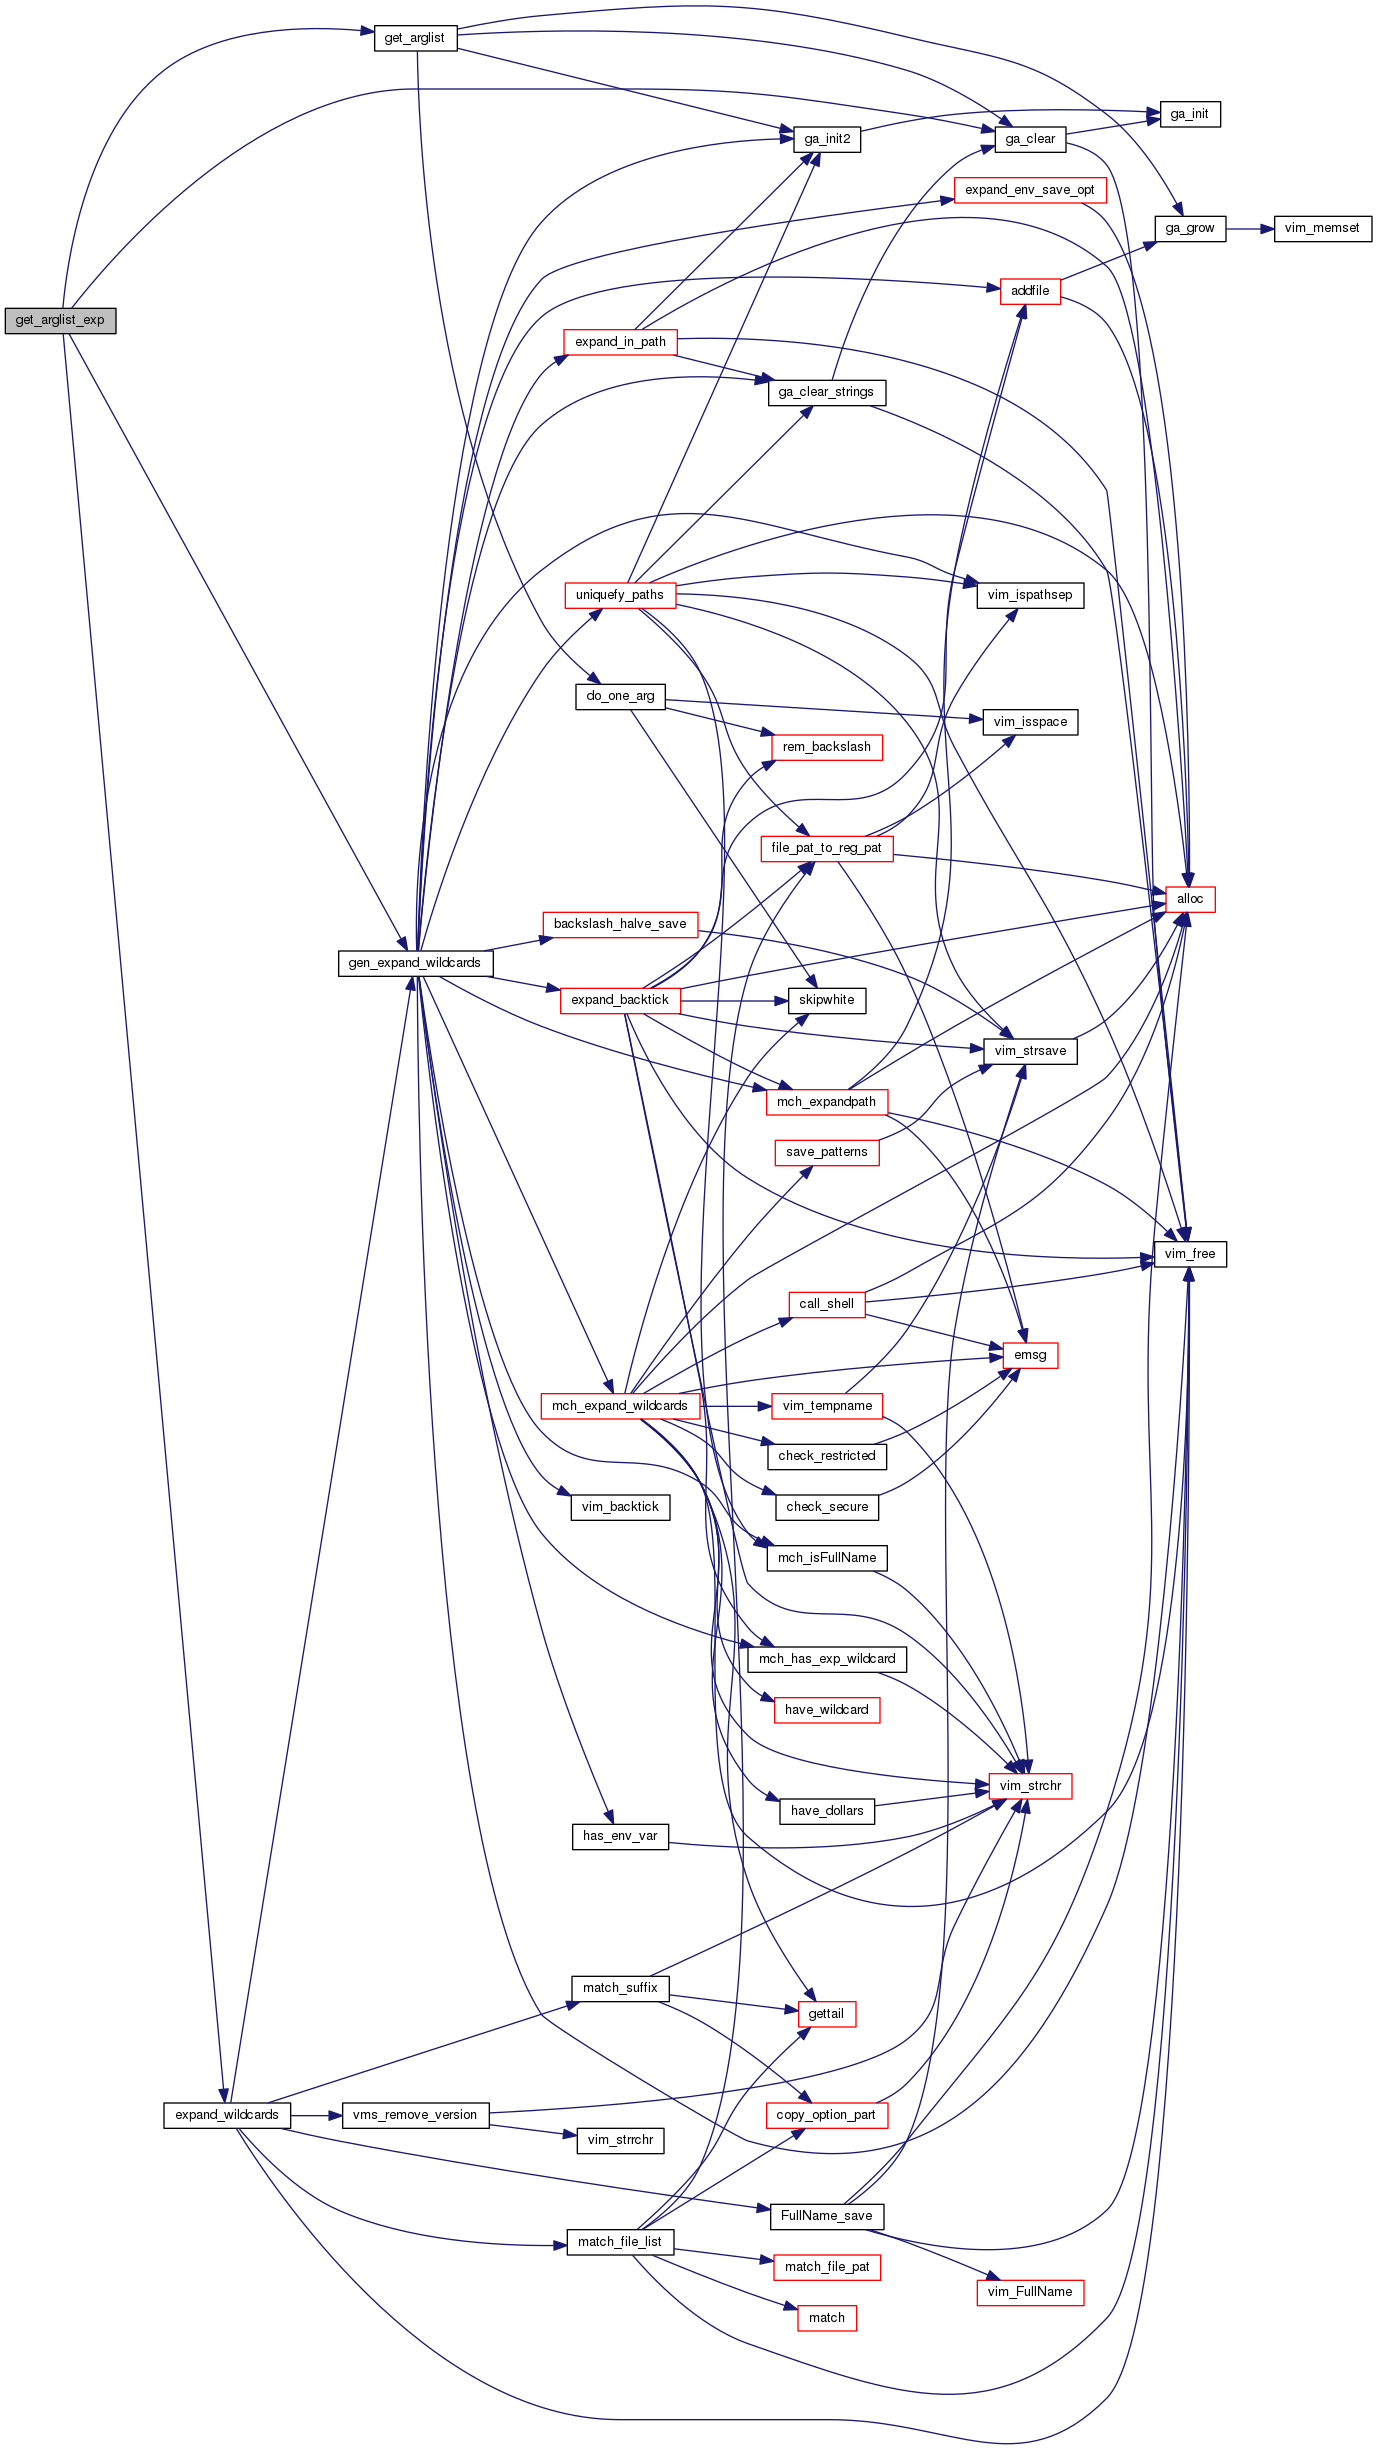 get_arglist
ga_init
ga_init2
ga_clear
expand_env_save_opt
ga_grow
vim_memset
addfile
get_arglist_exp
expand_in_path
ga_clear_strings
uniquefy_paths
vim_ispathsep
do_one_arg
vim_isspace
rem_backslash
file_pat_to_reg_pat
alloc
backslash_halve_save
gen_expand_wildcards
expand_backtick
skipwhite
vim_strsave
mch_expandpath
save_patterns
vim_free
call_shell
emsg
mch_expand_wildcards
vim_tempname
check_restricted
vim_backtick
check_secure
mch_isFullName
mch_has_exp_wildcard
have_wildcard
vim_strchr
have_dollars
has_env_var
match_suffix
gettail
expand_wildcards
vms_remove_version
copy_option_part
vim_strrchr
FullName_save
match_file_list
match_file_pat
vim_FullName
match